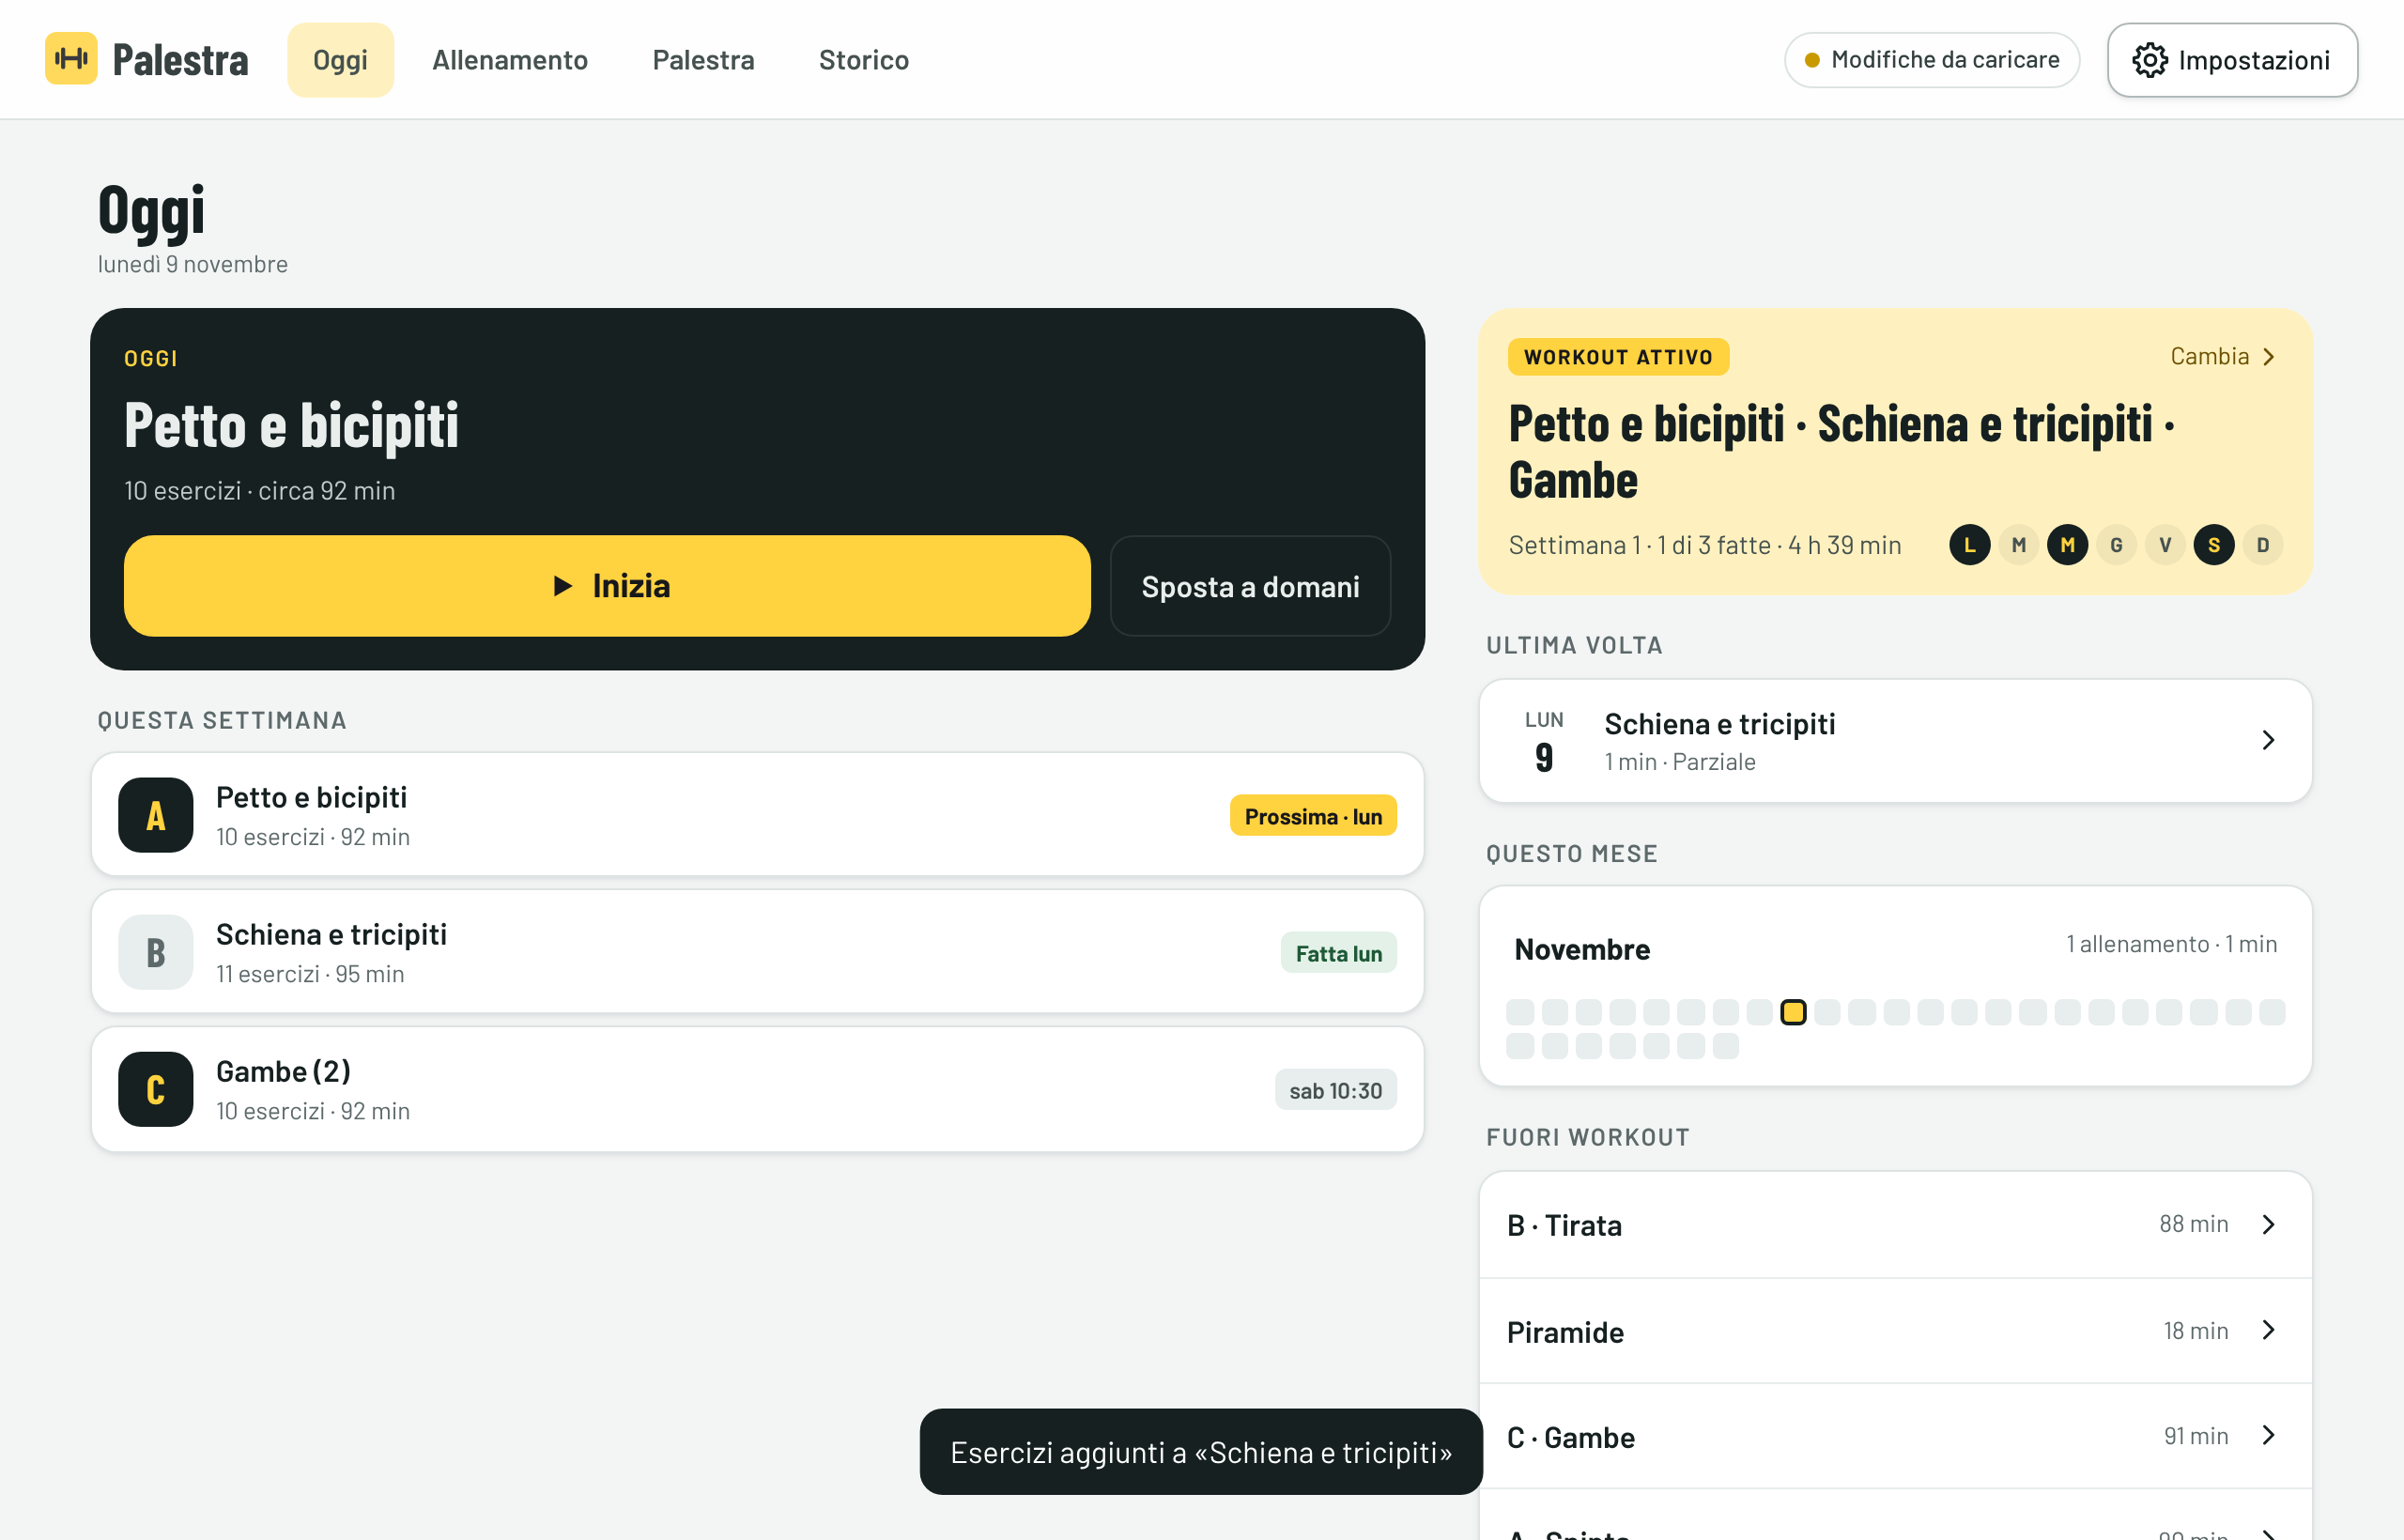 Palestra
Oggi
Allenamento
Palestra
Storico
Modifiche da caricare
Impostazioni
Oggi
lunedì 9 novembre
OGGI
Petto e bicipiti
10 esercizi · circa 92 min
Inizia
Sposta a domani
QUESTA SETTIMANA
A
Petto e bicipiti
10 esercizi · 92 min
Prossima · lun
B
Schiena e tricipiti
11 esercizi · 95 min
Fatta lun
C
Gambe (2)
10 esercizi · 92 min
sab 10:30
WORKOUT ATTIVO
Cambia
Petto e bicipiti · Schiena e tricipiti ·
Gambe
Settimana 1 · 1 di 3 fatte · 4 h 39 min
L M M G V S D
ULTIMA VOLTA
LUN
9
Schiena e tricipiti
1 min · Parziale
QUESTO MESE
Novembre
1 allenamento · 1 min
FUORI WORKOUT
B · Tirata
88 min
Piramide
18 min
C · Gambe
91 min
Esercizi aggiunti a «Schiena e tricipiti»